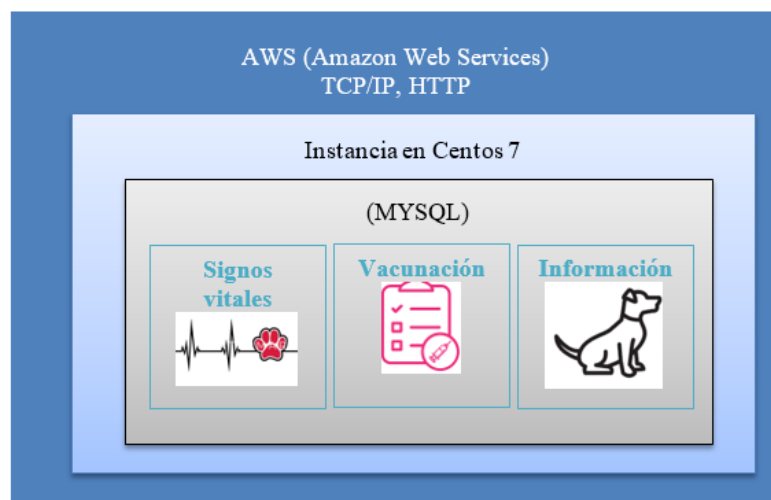 AWS (Amazon Web Services)
TCP/IP, HTTP
Instancia en Centos 7
(MYSQL)
Signos
vitales
Vacunación
Información